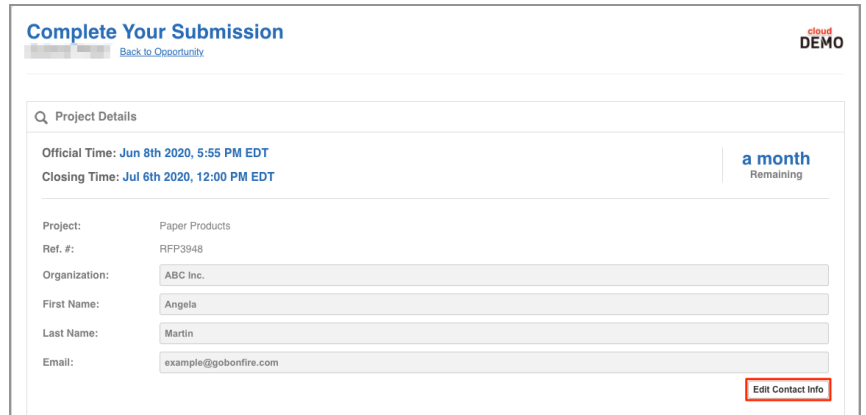 Complete Your Submission
cloud
DEMO
Back to Opportunity
Project Details
Official Time: Jun 8th 2020, 5:55 PM EDT
Closing Time: Jul 6th 2020, 12:00 PM EDT
a month
Remaining
Project: Paper Products
Ref. #: RFP3948
Organization: ABC Inc.
First Name: Angela
Last Name: Martin
Email: example@gobonfire.com
Edit Contact Info